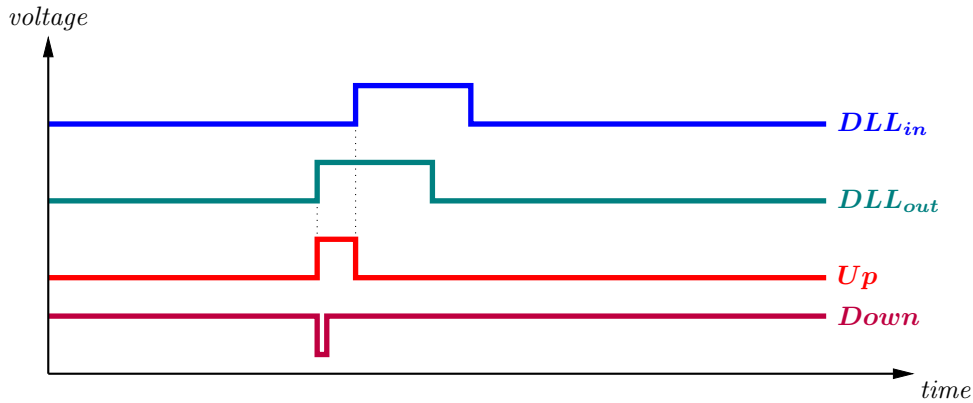 voltage
DLL_in
DLL_out
Up
Down
time